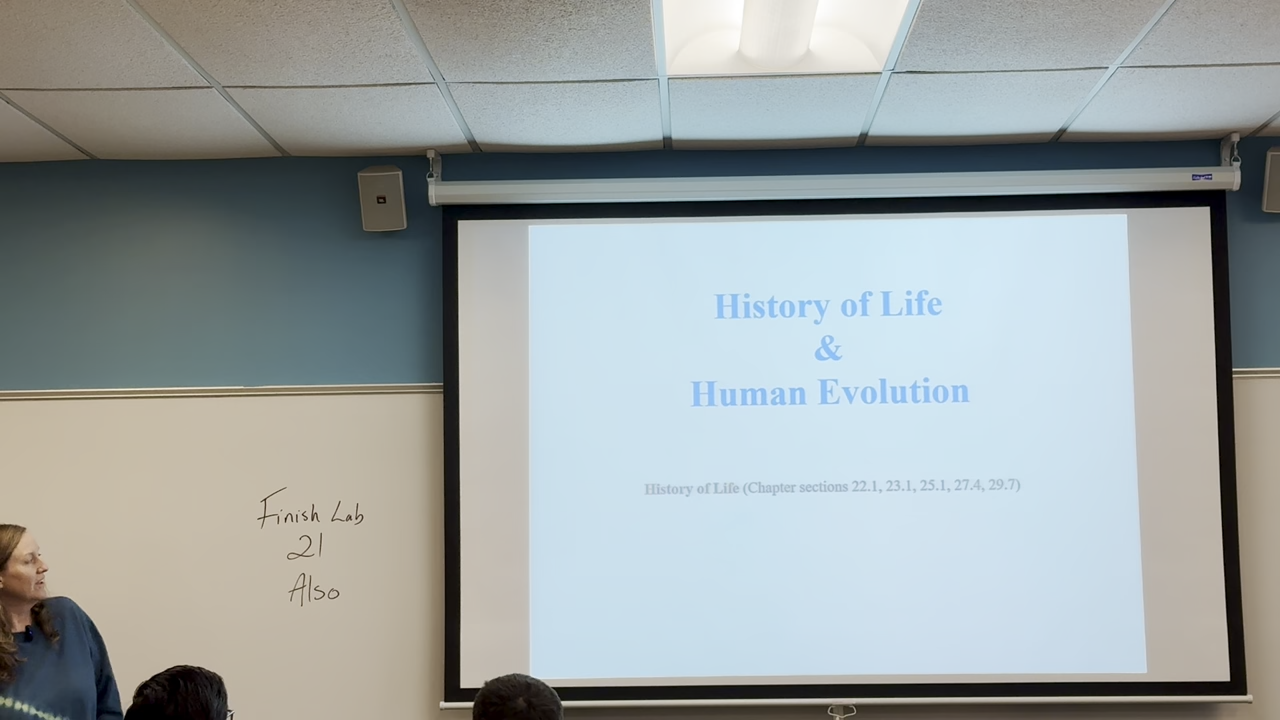 History of Life
&
Human Evolution
History of Life (Chapter sections 22.1, 23.1, 25.1, 27.4, 29.7)
Finish Lab
21
Also